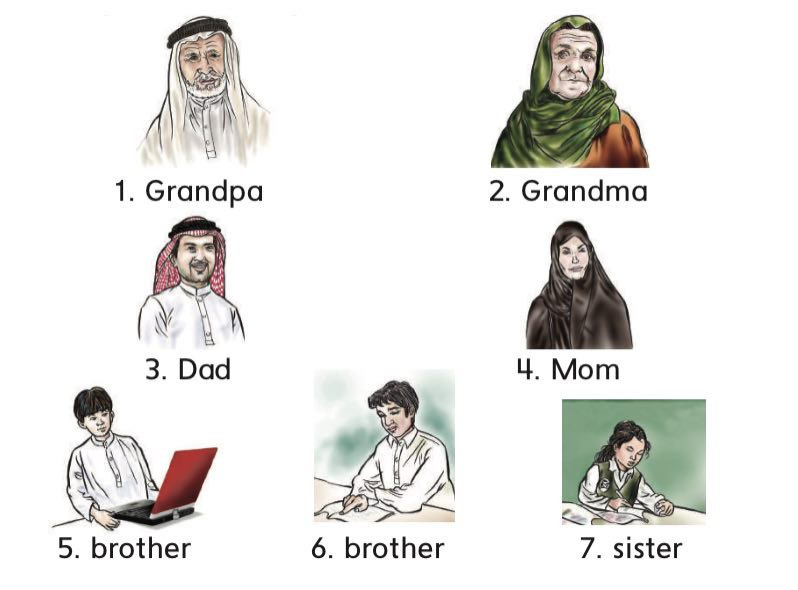 1. Grandpa
2. Grandma
3. Dad
4. Mom
5. brother
6. brother
7. sister